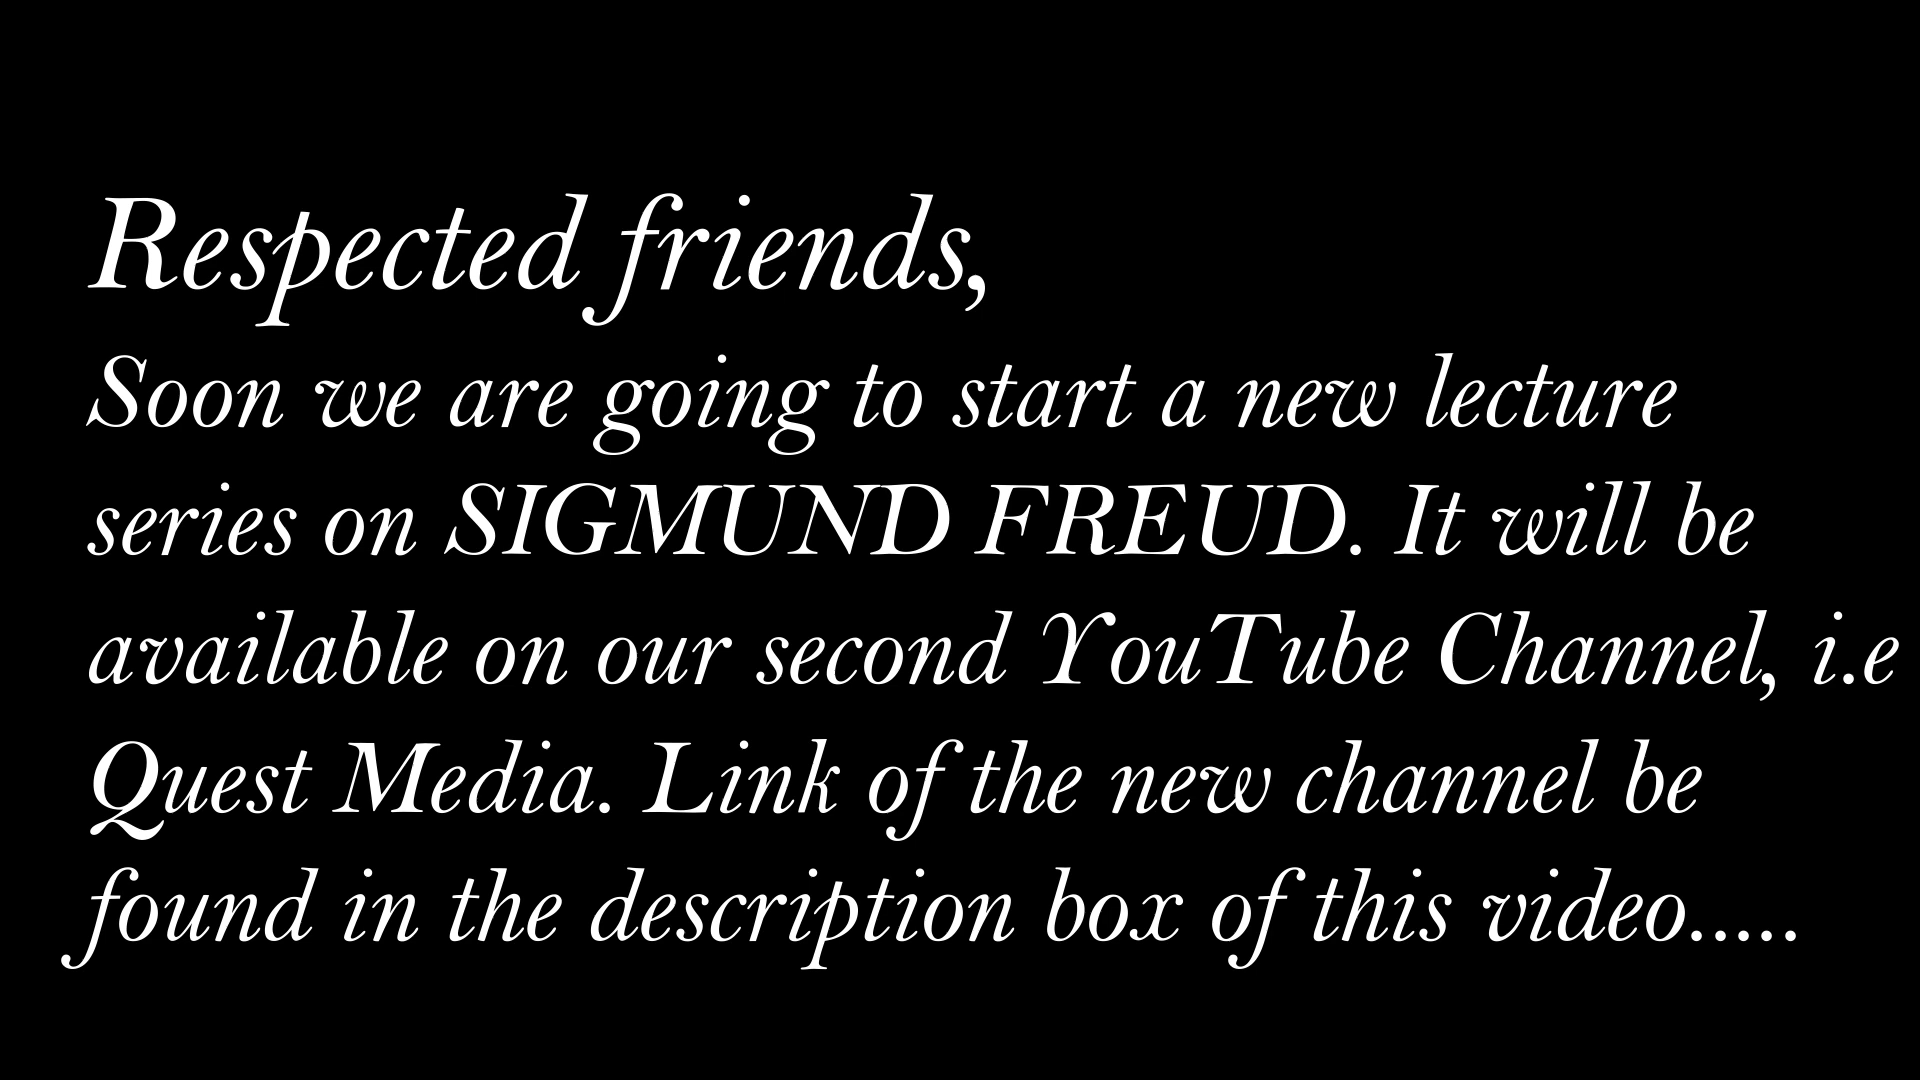 Respected friends,
Soon we are going to start a new lecture
series on SIGMUND FREUD. It will be
available on our second YouTube Channel, i.e
Quest Media. Link of the new channel be
found in the description box of this video.....